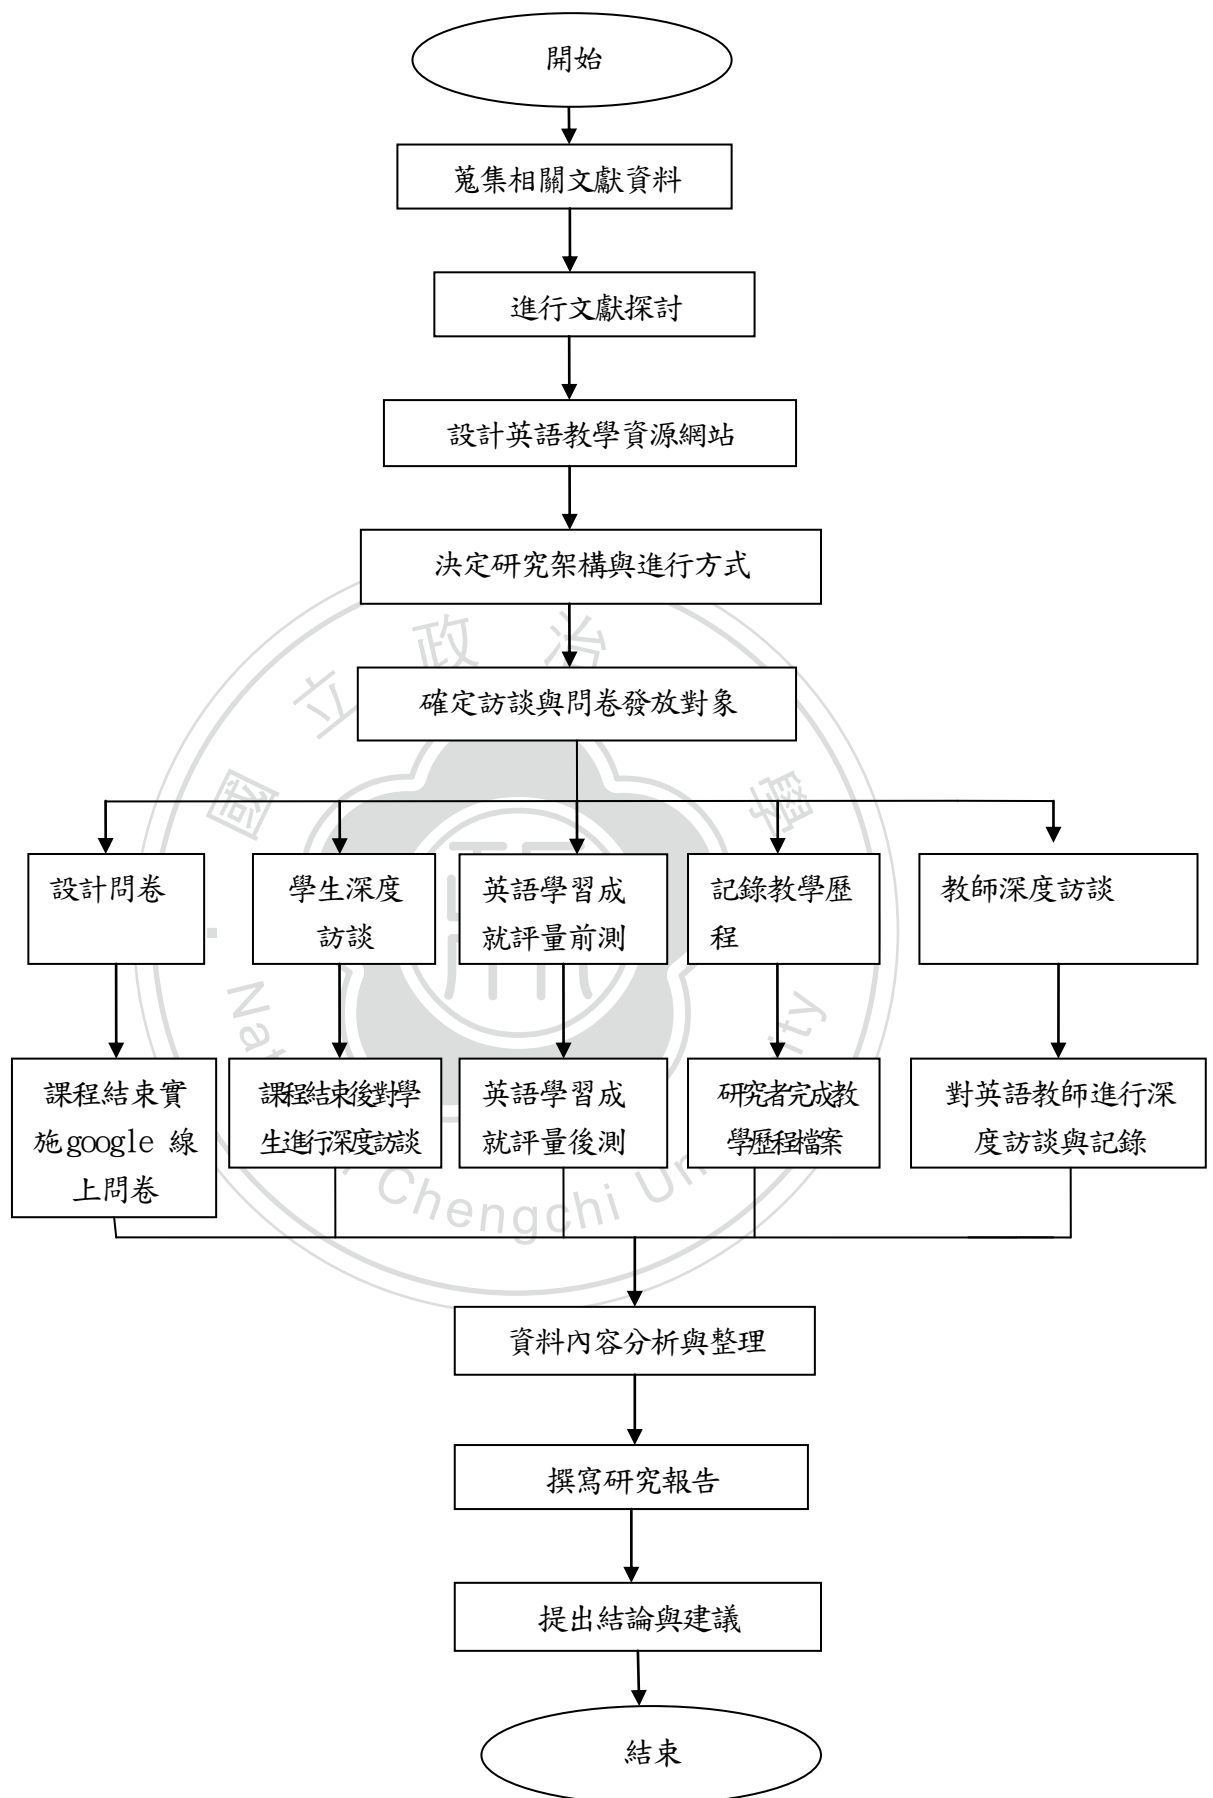 開始
蒐集相關文獻資料
進行文獻探討
設計英語教學資源網站
決定研究架構與進行方式
確定訪談與問卷發放對象
設計問卷
學生深度
訪談
英語學習成
就評量前測
記錄教學歷
程
教師深度訪談
課程結束實
施google 線
上問卷
課程結束後對學
生進行深度訪談
英語學習成
就評量後測
研究者完成教
學歷程檔案
對英語教師進行深
度訪談與記錄
資料內容分析與整理
撰寫研究報告
提出結論與建議
結束
國立政治
學
Chengchi